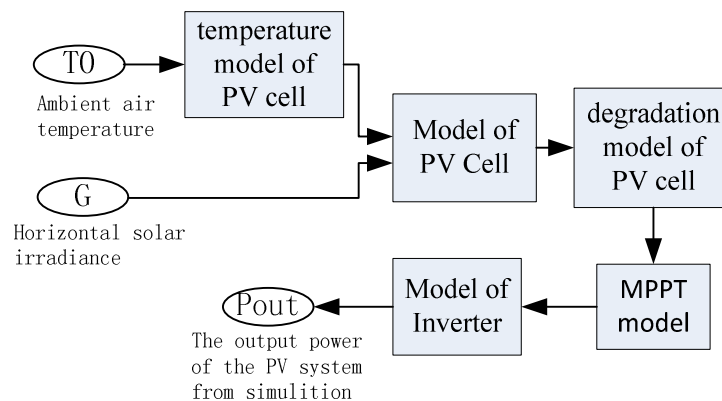 T0
Ambient air
temperature
temperature
model of
PV cell
G
Horizontal solar
irradiance
Model of
PV Cell
degradation
model of
PV cell
MPPT
model
Model of
Inverter
Pout
The output power
of the PV system
from simulition